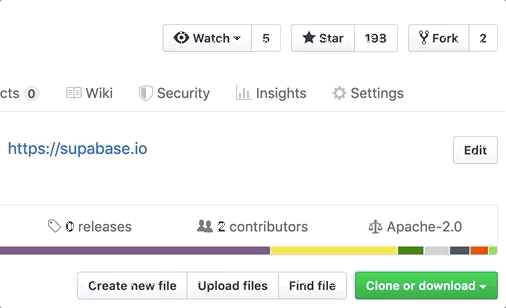 Watch 5 Star 193 Fork 2
cts 0 Wiki Security Insights Settings
https://supabase.io Edit
0 releases 2 contributors Apache-2.0
Create new file Upload files Find file Clone or download